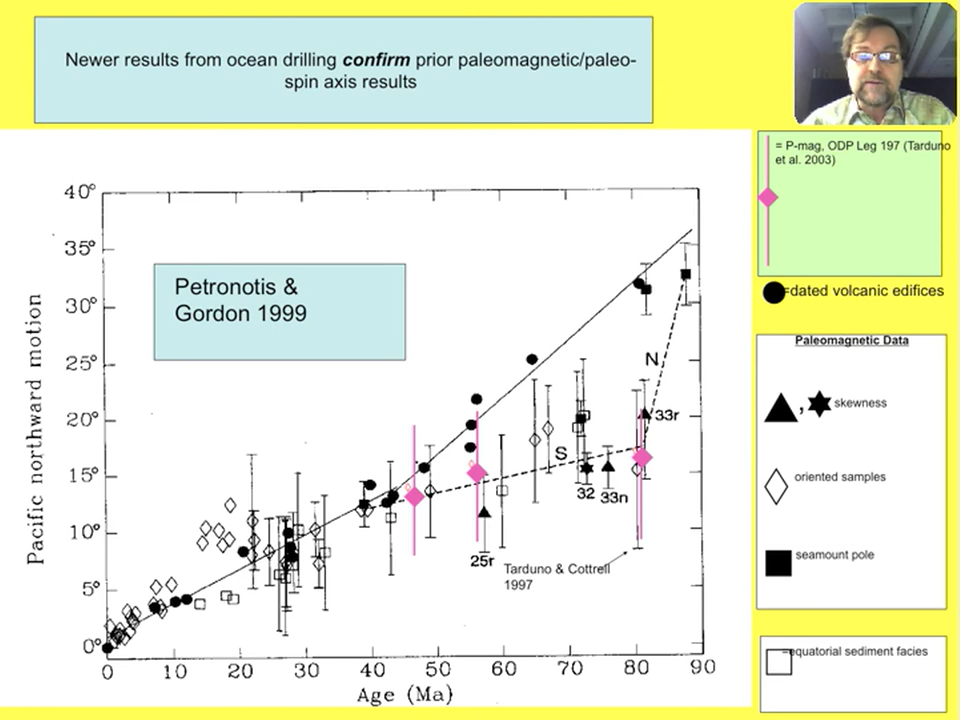 Newer results from ocean drilling confirm prior paleomagnetic/paleo-
spin axis results
= P-mag, ODP Leg 197 (Tarduno
et al. 2003)
=dated volcanic edifices
Paleomagnetic Data
, skewness
oriented samples
seamount pole
=equatorial sediment facies
Petronotis &
Gordon 1999
Pacific northward motion
40°
35°
30°
25°
20°
15°
10°
5°
0°
N
S
33r
32 33n
25r
Tarduno & Cottrell
1997
0 10 20 30 40 50 60 70 80 90
Age (Ma)